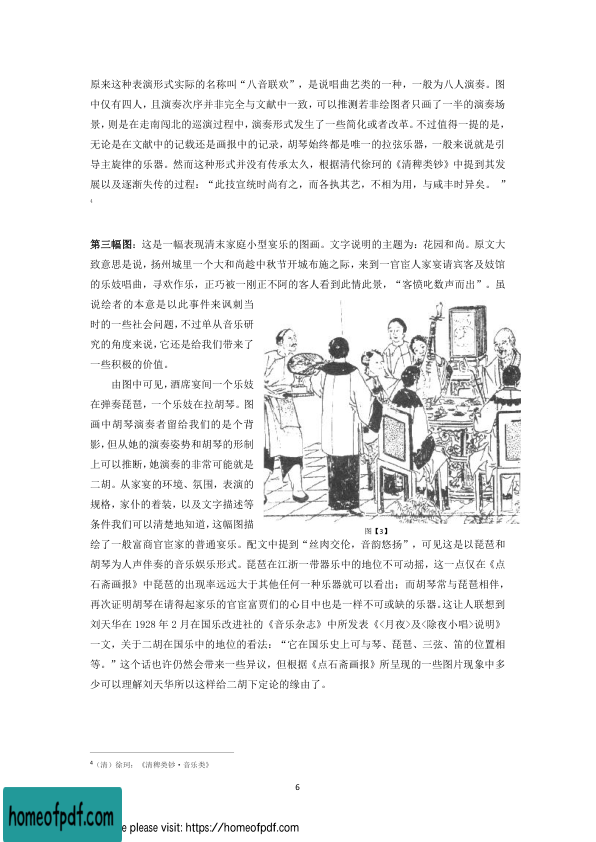 原来这种表演形式实际的名称叫“八音联欢”，是说唱曲艺类的一种，一般为八人演奏。图
中仅有四人，且演奏次序并非完全与文献中一致，可以推测若非绘图者只画了一半的演奏场
景，则是在走南闯北的巡演过程中，演奏形式发生了一些简化或者改革。不过值得一提的是，
无论是在文献中的记载还是画报中的记录，胡琴始终都是唯一的拉弦乐器，一般来说就是引
导主旋律的乐器。然而这种形式并没有传承太久，根据清代徐珂的《清稗类钞》中提到其发
展以及逐渐失传的过程：“此技宣统时尚有之，而各执其艺，不相为用，与咸丰时异矣。 ”
4
第三幅图：这是一幅表现清末家庭小型宴乐的图画。文字说明的主题为：花园和尚。原文大
致意思是说，扬州城里一个大和尚趁中秋节开城布施之际，来到一官宦人家宴请宾客及妓馆
的乐妓唱曲，寻欢作乐，正巧被一刚正不阿的客人看到此情此景，“客愤叱数声而出”。虽
说绘者的本意是以此事件来讽刺当
时的一些社会问题，不过单从音乐研
究的角度来说，它还是给我们带来了
一些积极的价值。
由图中可见，酒席宴间一个乐妓
在弹奏琵琶，一个乐妓在拉胡琴。图
画中胡琴演奏者留给我们的是个背
影，但从她的演奏姿势和胡琴的形制
上可以推断，她演奏的非常可能就是
二胡。从家宴的环境、氛围，表演的
规格，家仆的着装，以及文字描述等
条件我们可以清楚地知道，这幅图描
图【3】
绘了一般富商官宦家的普通宴乐。配文中提到“丝肉交伦，音韵悠扬”，可见这是以琵琶和
胡琴为人声伴奏的音乐娱乐形式。琵琶在江浙一带器乐中的地位不可动摇，这一点仅在《点
石斋画报》中琵琶的出现率远远大于其他任何一种乐器就可以看出；而胡琴常与琵琶相伴，
再次证明胡琴在请得起家乐的官宦富贾们的心目中也是一样不可或缺的乐器。这让人联想到
刘天华在 1928 年 2 月在国乐改进社的《音乐杂志》中所发表《<月夜>及<除夜小唱>说明》
一文，关于二胡在国乐中的地位的看法：“它在国乐史上可与琴、琵琶、三弦、笛的位置相
等。”这个话也许仍然会带来一些异议，但根据《点石斋画报》所呈现的一些图片现象中多
少可以理解刘天华所以这样给二胡下定论的缘由了。
4（清）徐珂：《清稗类钞·音乐类》
6
homeofpdf.com
e please visit: https://homeofpdf.com